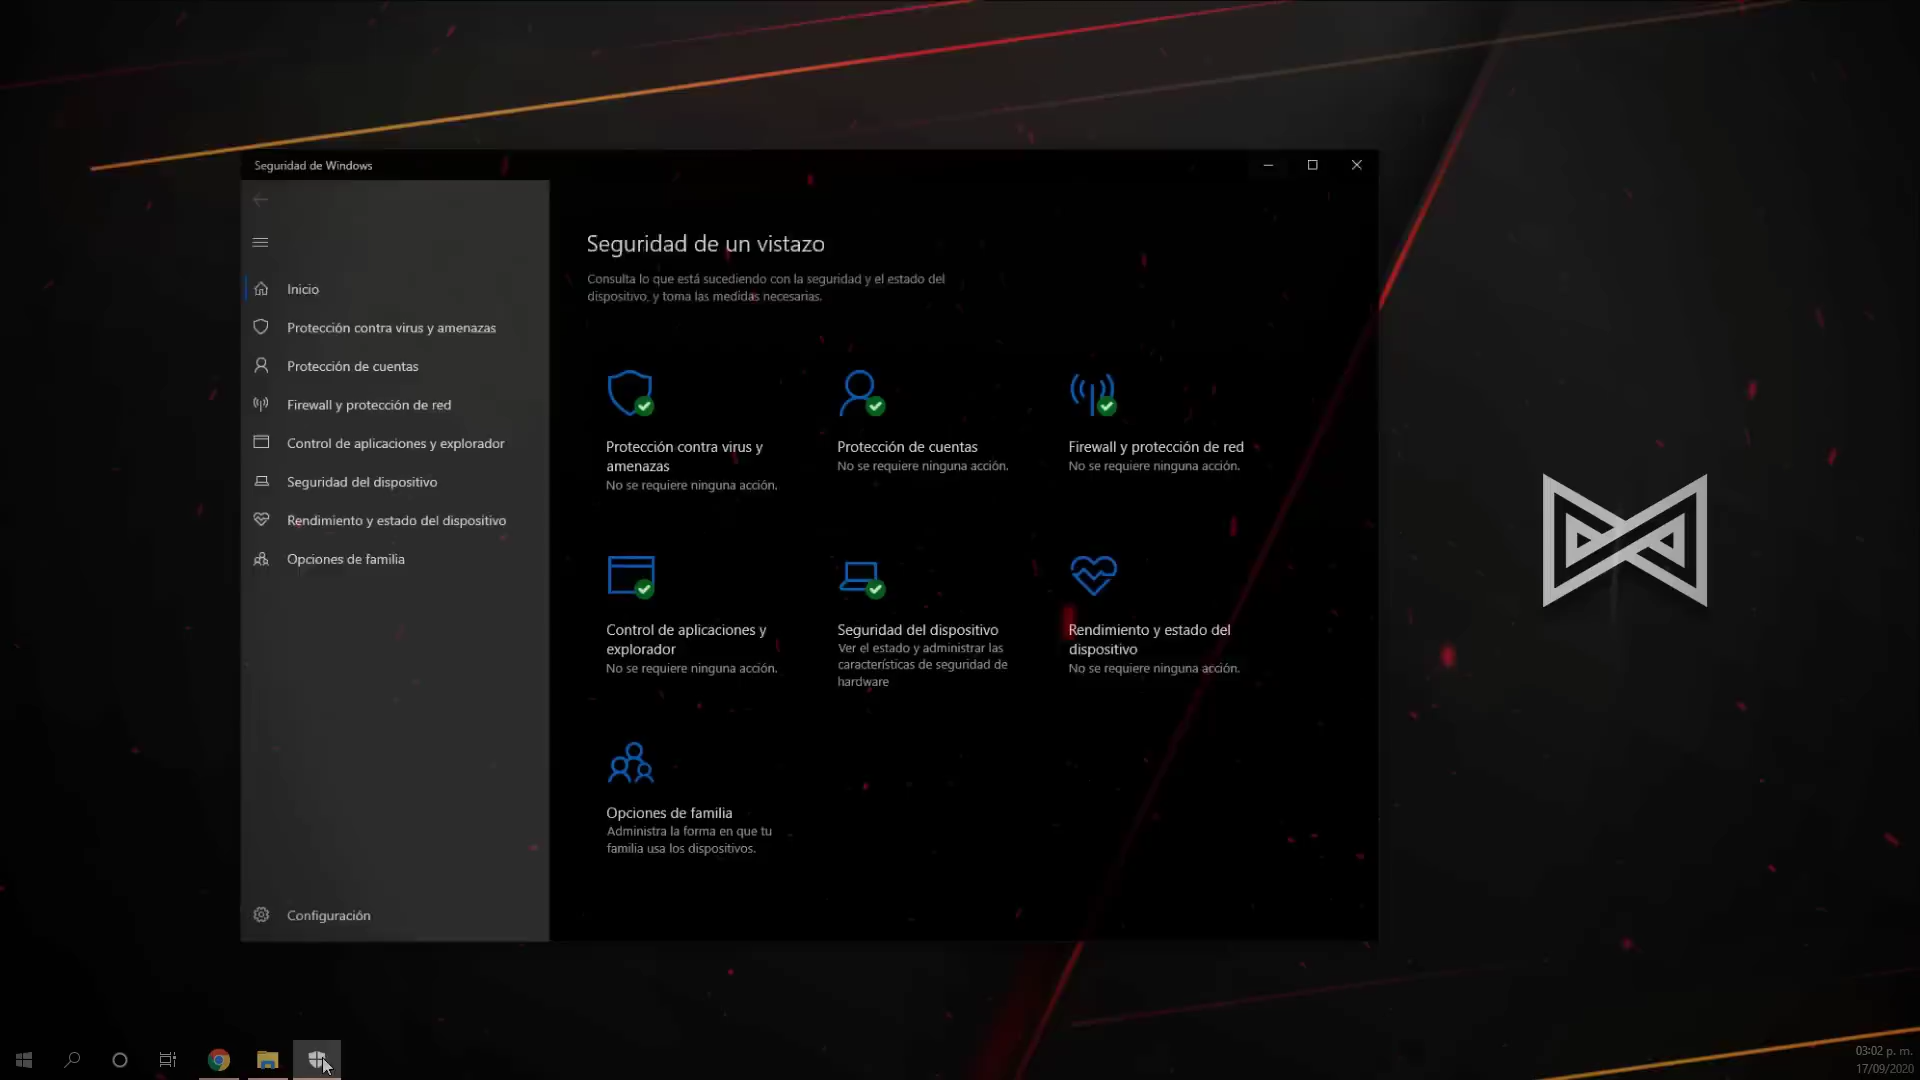 Seguridad de Windows
Inicio
Protección contra virus y amenazas
Protección de cuentas
Firewall y protección de red
Control de aplicaciones y explorador
Seguridad del dispositivo
Rendimiento y estado del dispositivo
Opciones de familia
Configuración
Seguridad de un vistazo
Consulta lo que está sucediendo con la seguridad y el estado del
dispositivo, y toma las medidas necesarias.
Protección contra virus y
amenazas
No se requiere ninguna acción.
Protección de cuentas
No se requiere ninguna acción.
Firewall y protección de red
No se requiere ninguna acción.
Control de aplicaciones y
explorador
No se requiere ninguna acción.
Seguridad del dispositivo
Ver el estado y administrar las
características de seguridad de
hardware
Rendimiento y estado del
dispositivo
No se requiere ninguna acción.
Opciones de familia
Administra la forma en que tu
familia usa los dispositivos.
03:02 p. m.
17/09/2020